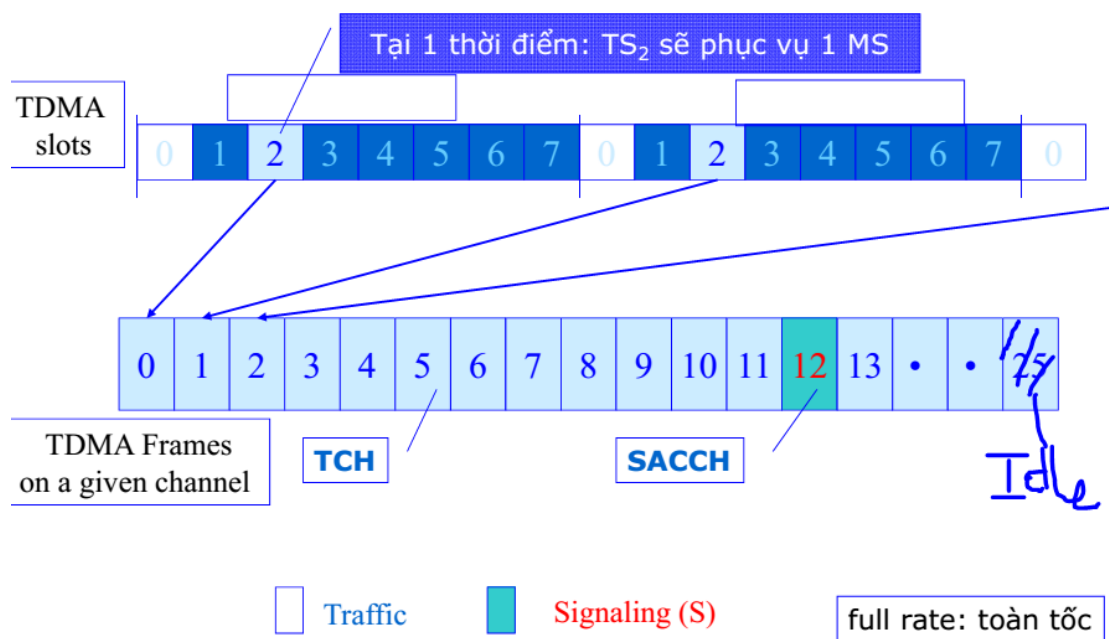 Tại 1 thời điểm: TS₂ sẽ phục vụ 1 MS
TDMA
slots
0 1 2 3 4 5 6 7 0 1 2 3 4 5 6 7 0
0 1 2 3 4 5 6 7 8 9 10 11 12 13 • • 25
TDMA Frames
on a given channel
TCH
SACCH
Idle
Traffic
Signaling (S)
full rate: toàn tốc